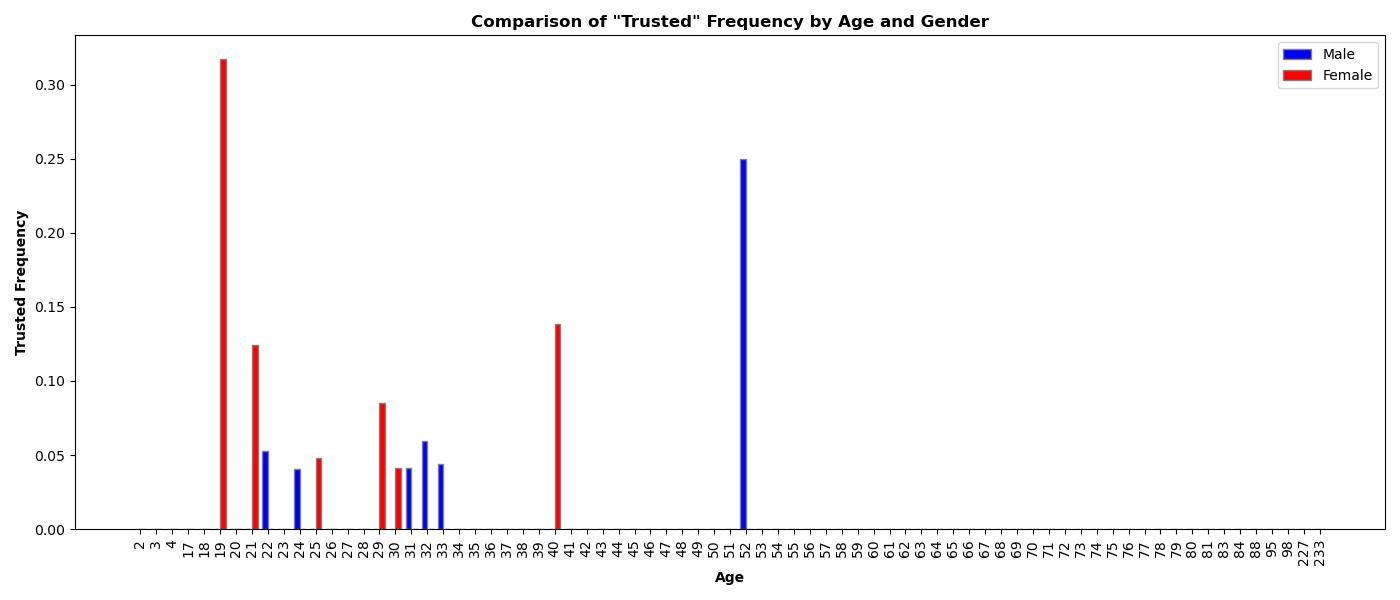 Comparison of "Trusted" Frequency by Age and Gender
Male
Female
Trusted Frequency
0.30
0.25
0.20
0.15
0.10
0.05
0.00
2 3 4 17 18 19 20 21 22 23 24 25 26 27 28 29 30 31 32 33 34 35 36 37 38 39 40 41 42 43 44 45 46 47 48 49 50 51 52 53 54 55 56 57 58 59 60 61 62 63 64 65 66 67 68 69 70 71 72 73 74 75 76 77 78 79 80 81 83 84 88 95 98 227 233
Age